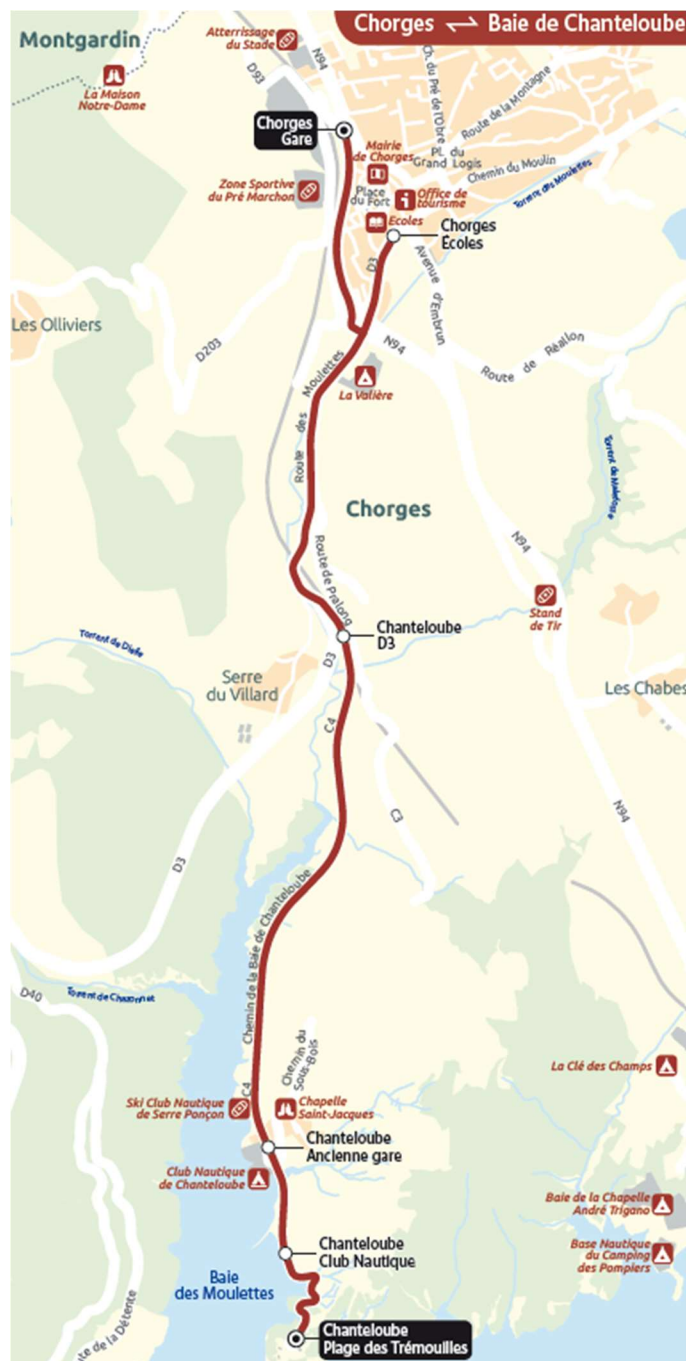 Chorges ⇌ Baie de Chanteloube
Montgardin
Atterrissage
du Stade
N94
D93
La Maison
Notre-Dame
Ch. du Pré de l'Obre
Route de la Montagne
Chorges
Gare
Mairie
de Chorges
Pl. du
Grand Logis
Chemin du Moulin
Torrent des Moulettes
Zone Sportive
du Pré Marchon
Place
du Fort
Office de
tourisme
Ecoles
Chorges
Écoles
D3
Avenue d'Embrun
Les Olliviers
D203
N94
Route de Réallon
Route des Moulettes
La Valière
Torrent de Malefosse
Chorges
N94
Route de Pralong
Stand
de Tir
Chanteloube
D3
Torrent de
D3
Serre
du Villard
Les Chabes
C4
C3
N94
D3
Chemin de la Baie de Chanteloube
D40
Torrent de Chozonnet
Chemin du
Sous-Bois
La Clé des Champs
C4
Ski Club Nautique
de Serre Ponçon
Chapelle
Saint-Jacques
Chanteloube
Ancienne gare
Club Nautique
de Chanteloube
Baie de la Chapelle
André Trigano
Chanteloube
Club Nautique
Base Nautique
du Camping
des Pompiers
Baie
des Moulettes
Chanteloube
Plage des Trémouilles
te de la Détente